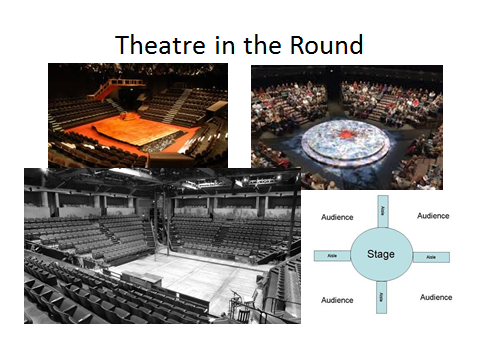 Theatre in the Round
Aisle
Audience
Audience
Stage
Aisle
Aisle
Audience
Audience
Aisle